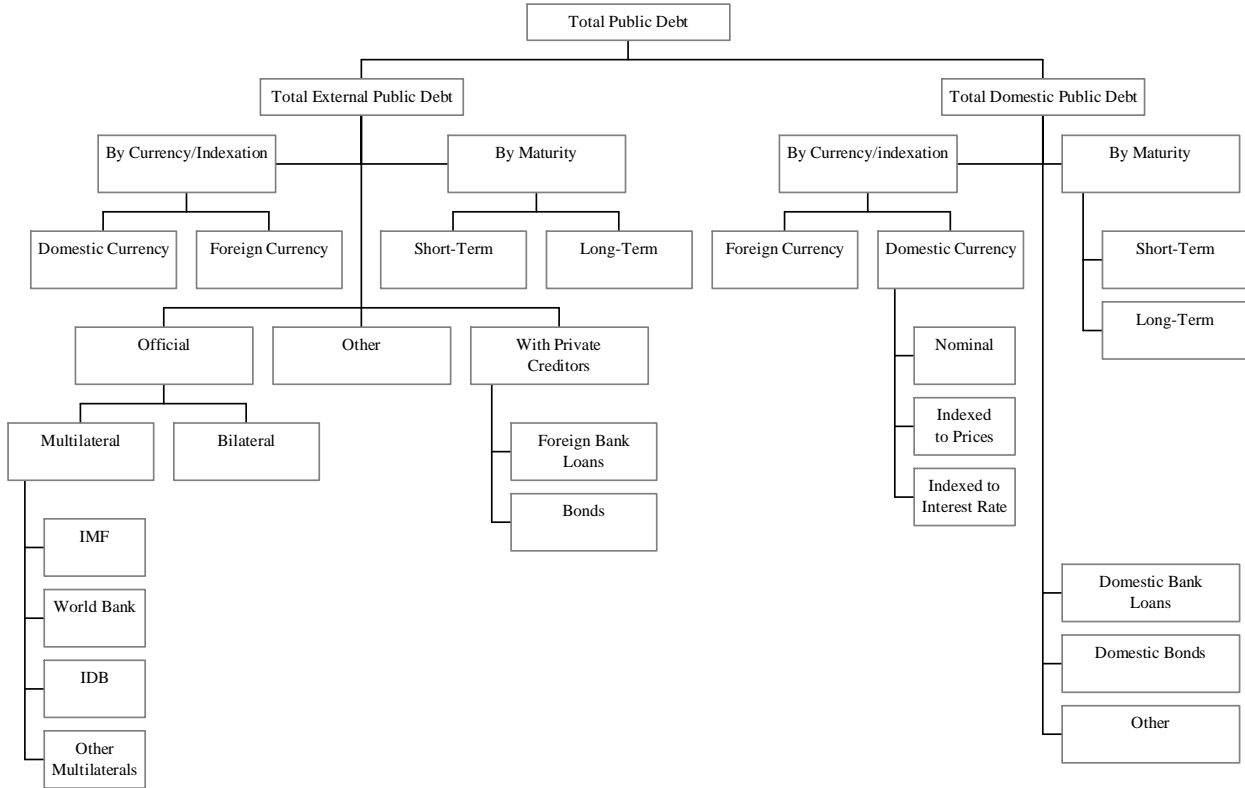 Total Public Debt
Total External Public Debt
Total Domestic Public Debt
By Currency/Indexation
By Maturity
By Currency/indexation
By Maturity
Domestic Currency
Foreign Currency
Short-Term
Long-Term
Foreign Currency
Domestic Currency
Short-Term
Long-Term
Official
Other
With Private
Creditors
Nominal
Multilateral
Bilateral
Foreign Bank
Loans
Indexed
to Prices
Bonds
Indexed to
Interest Rate
IMF
World Bank
IDB
Other
Multilaterals
Domestic Bank
Loans
Domestic Bonds
Other